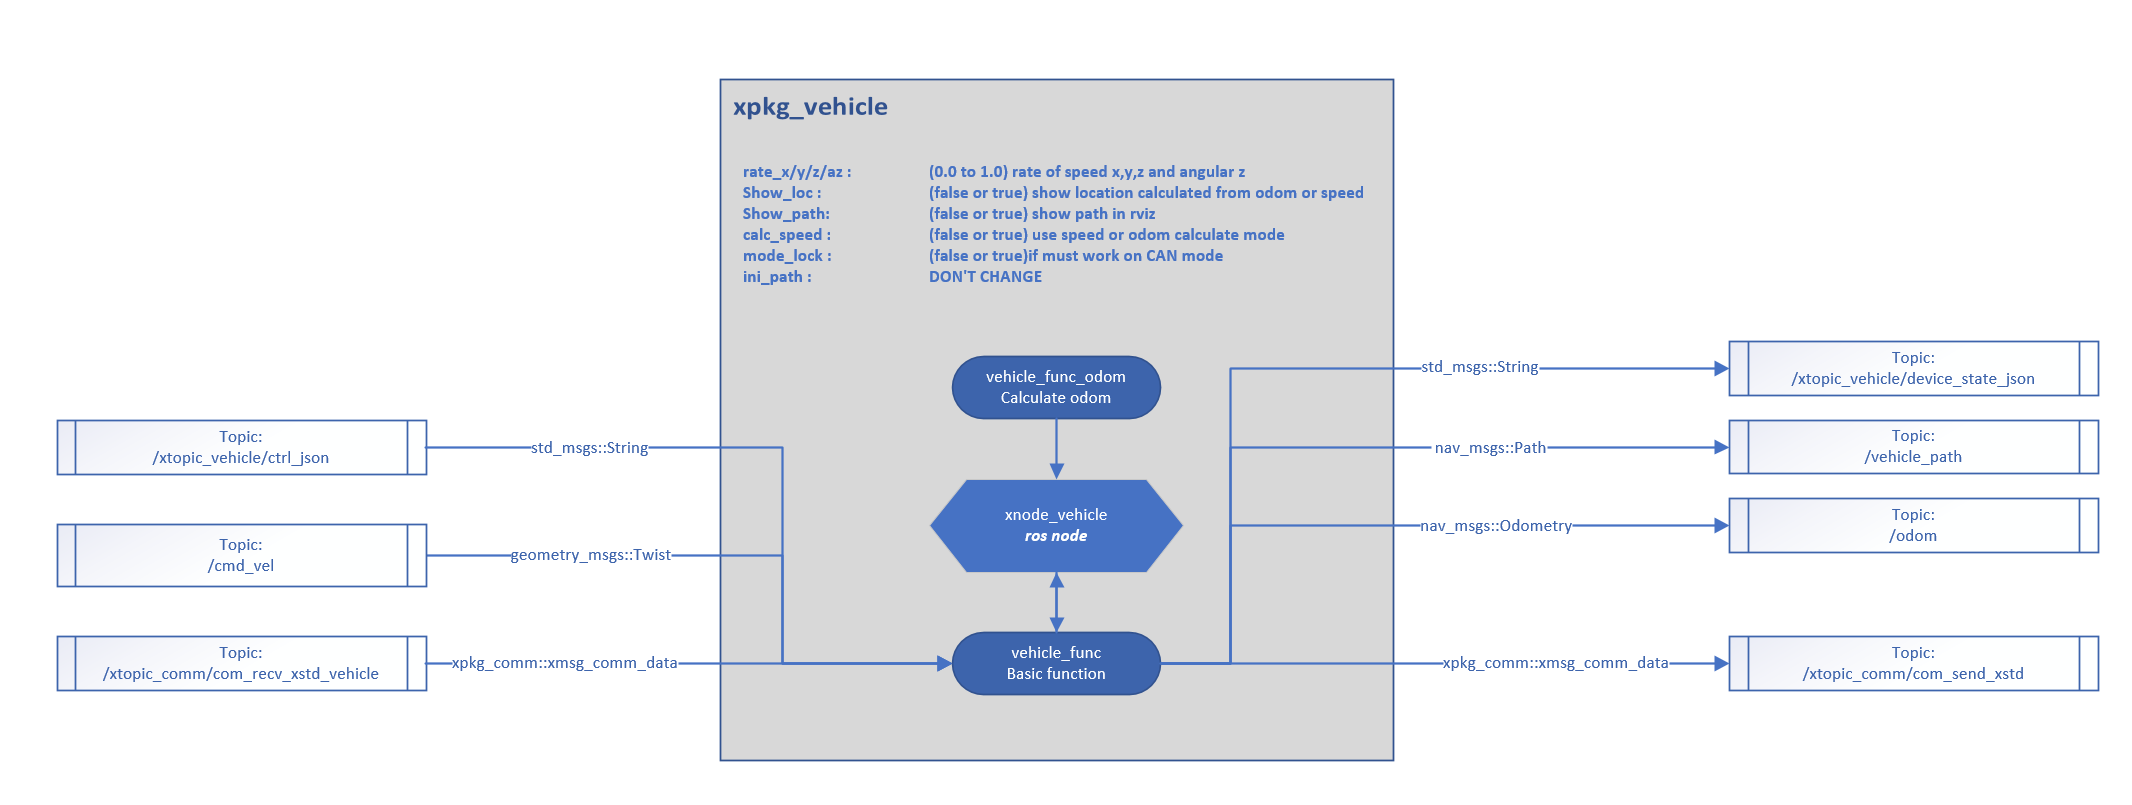 xpkg_vehicle
rate_x/y/z/az : (0.0 to 1.0) rate of speed x,y,z and angular z
Show_loc : (false or true) show location calculated from odom or speed
Show_path: (false or true) show path in rviz
calc_speed : (false or true) use speed or odom calculate mode
mode_lock : (false or true)if must work on CAN mode
ini_path : DON'T CHANGE
Topic:
/xtopic_vehicle/ctrl_json
std_msgs::String
Topic:
/cmd_vel
geometry_msgs::Twist
Topic:
/xtopic_comm/com_recv_xstd_vehicle
xpkg_comm::xmsg_comm_data
vehicle_func_odom
Calculate odom
xnode_vehicle
ros node
vehicle_func
Basic function
std_msgs::String
Topic:
/xtopic_vehicle/device_state_json
nav_msgs::Path
Topic:
/vehicle_path
nav_msgs::Odometry
Topic:
/odom
xpkg_comm::xmsg_comm_data
Topic:
/xtopic_comm/com_send_xstd